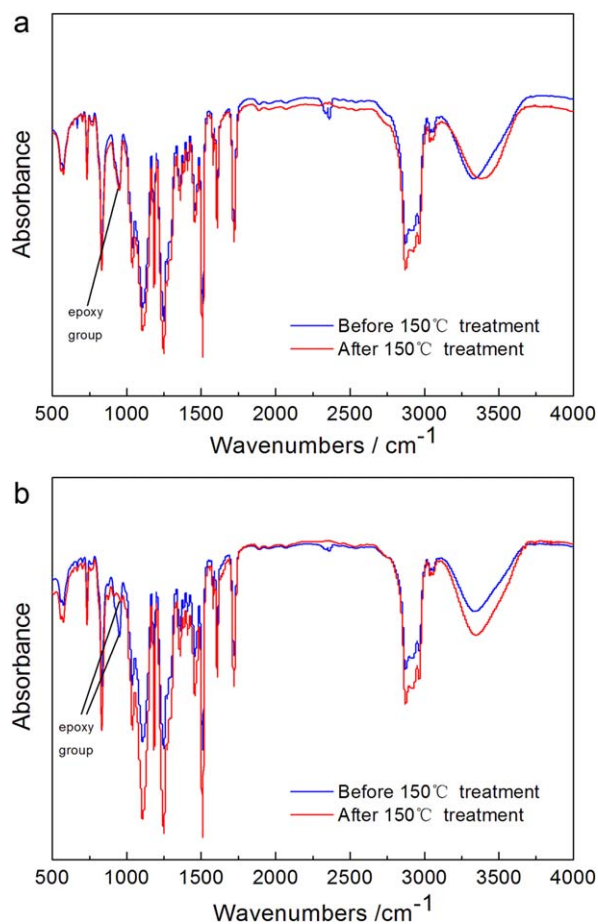 a
Absorbance
epoxy
group
Before 150℃ treatment
After 150℃ treatment
500 1000 1500 2000 2500 3000 3500 4000
Wavenumbers / cm-1
b
Absorbance
epoxy
group
Before 150℃ treatment
After 150℃ treatment
500 1000 1500 2000 2500 3000 3500 4000
Wavenumbers /cm-1